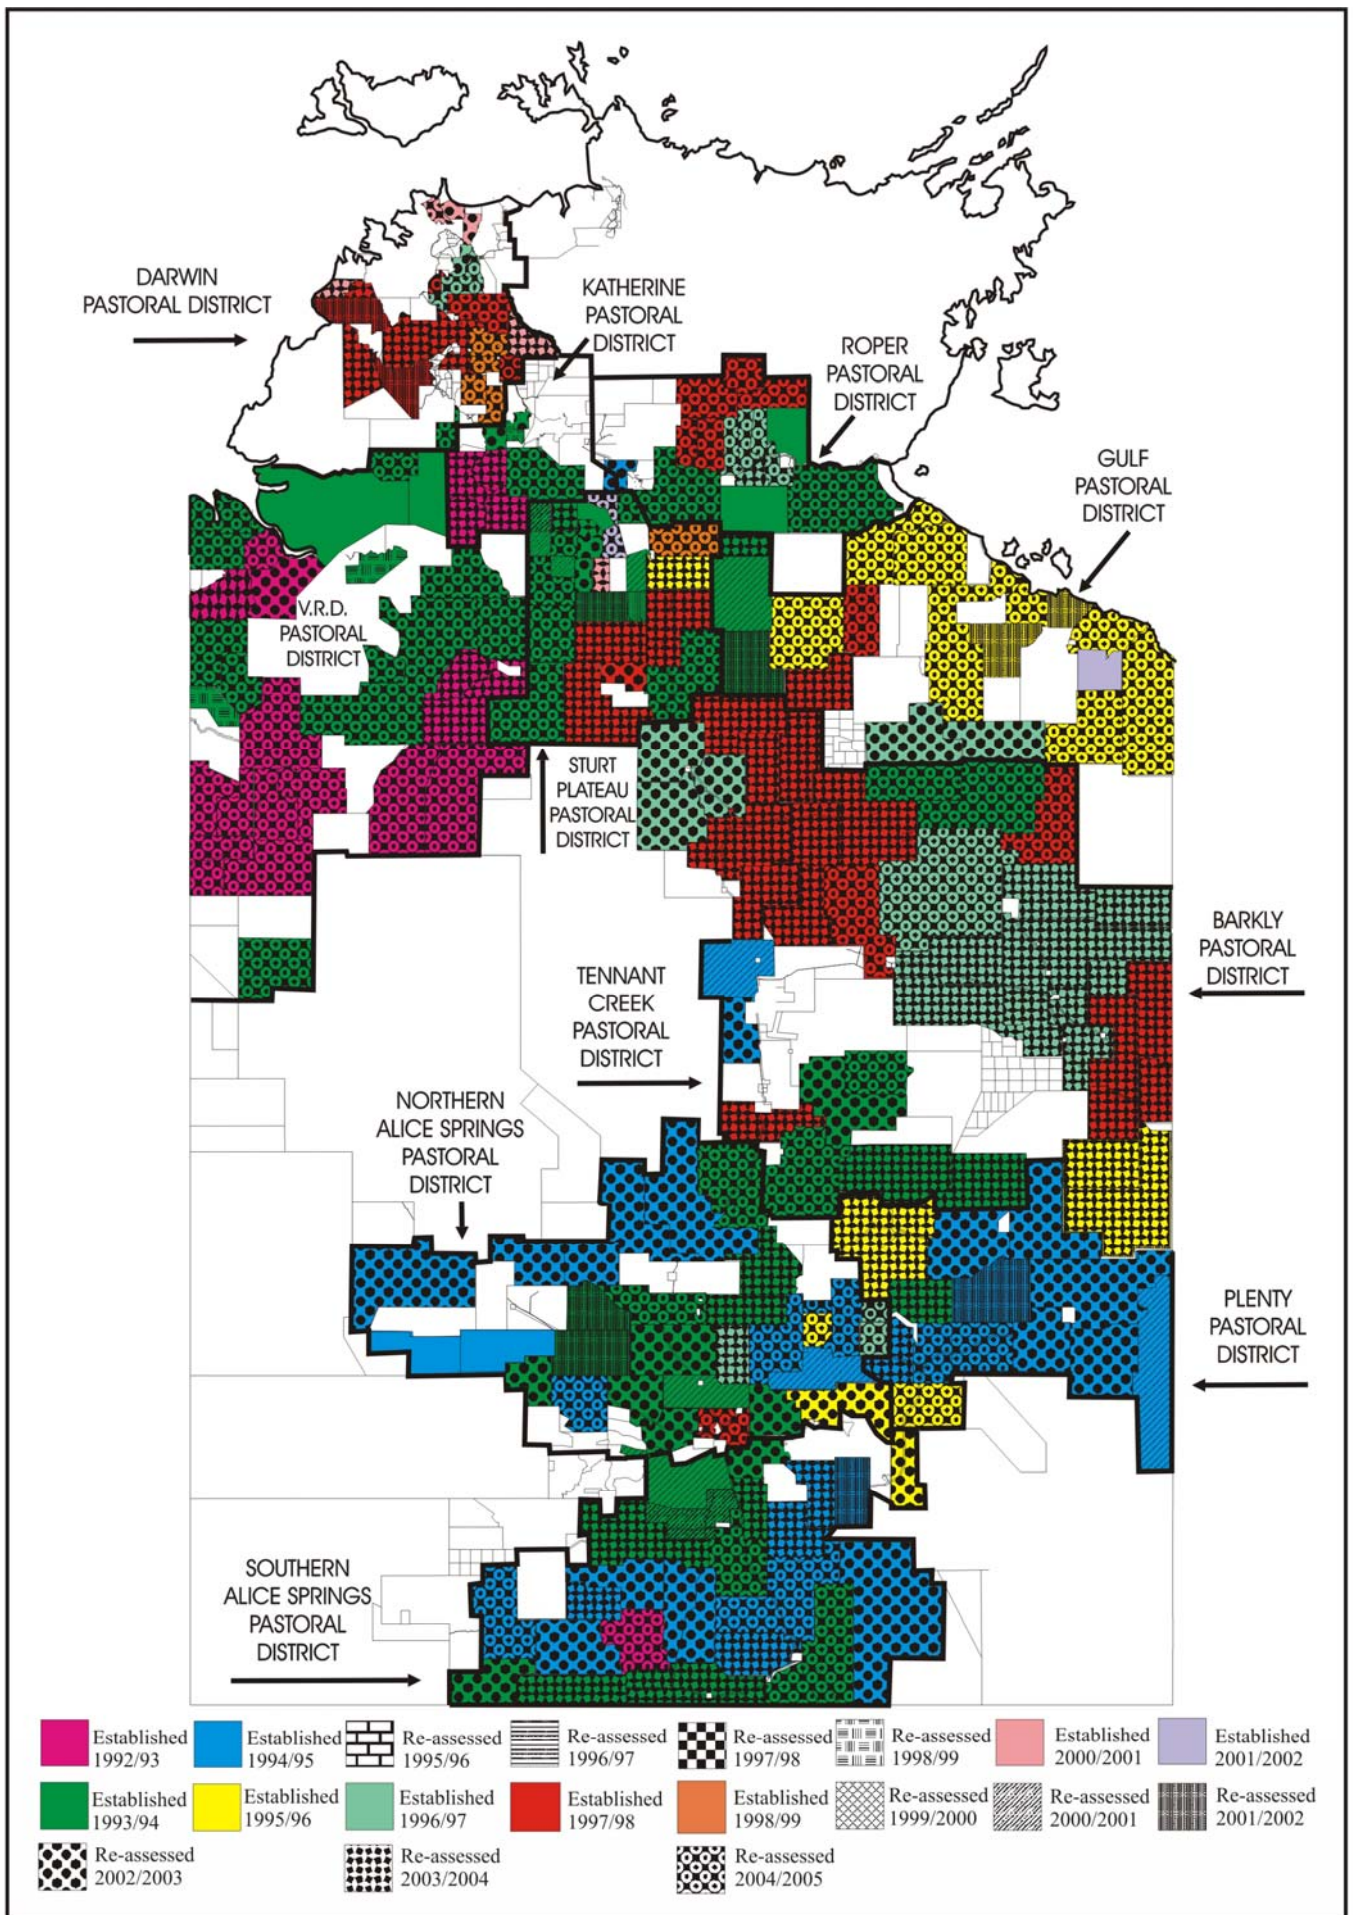 DARWIN
PASTORAL DISTRICT
KATHERINE
PASTORAL
DISTRICT
ROPER
PASTORAL
DISTRICT
GULF
PASTORAL
DISTRICT
V.R.D.
PASTORAL
DISTRICT
STURT
PLATEAU
PASTORAL
DISTRICT
BARKLY
PASTORAL
DISTRICT
TENNANT
CREEK
PASTORAL
DISTRICT
NORTHERN
ALICE SPRINGS
PASTORAL
DISTRICT
PLENTY
PASTORAL
DISTRICT
SOUTHERN
ALICE SPRINGS
PASTORAL
DISTRICT
Established
1992/93
Established
1994/95
Re-assessed
1995/96
Re-assessed
1996/97
Re-assessed
1997/98
Re-assessed
1998/99
Established
2000/2001
Established
2001/2002
Established
1993/94
Established
1995/96
Established
1996/97
Established
1997/98
Established
1998/99
Re-assessed
1999/2000
Re-assessed
2000/2001
Re-assessed
2001/2002
Re-assessed
2002/2003
Re-assessed
2003/2004
Re-assessed
2004/2005